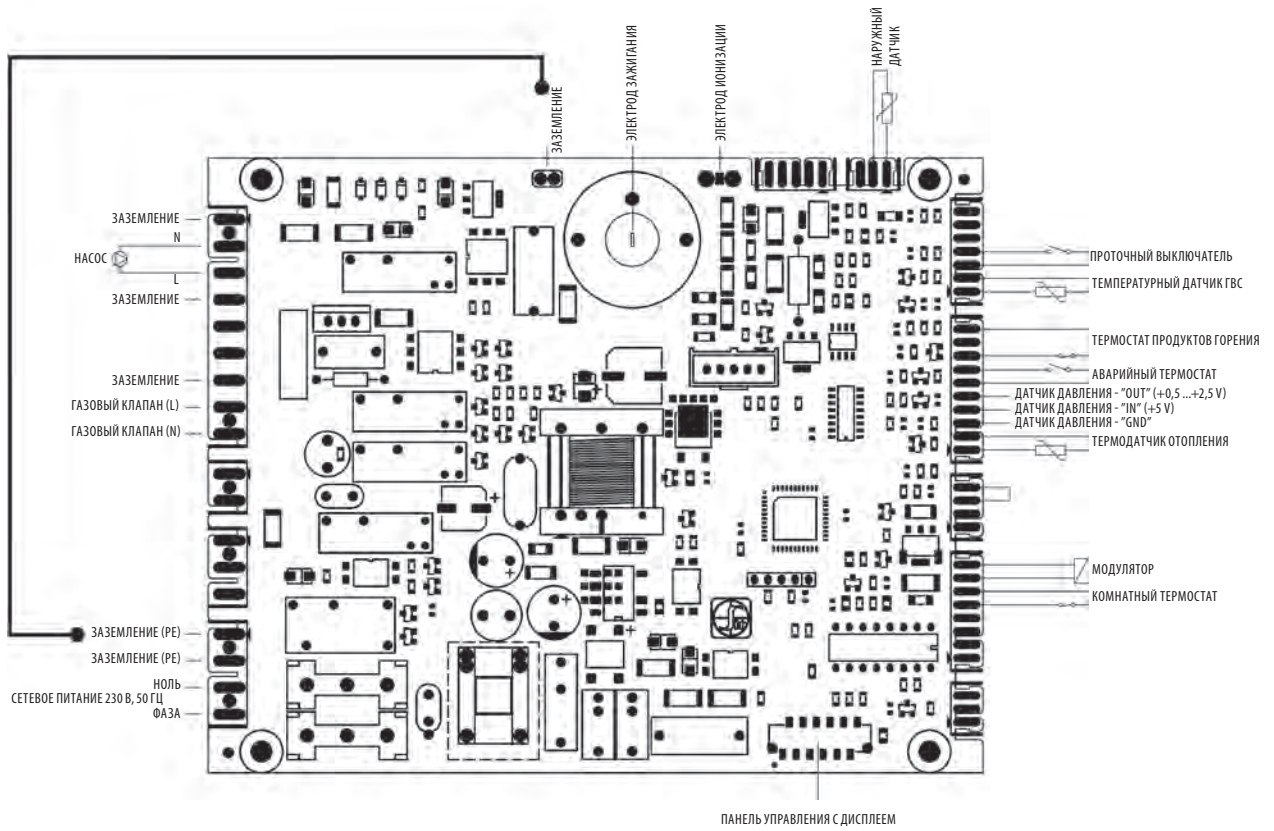 НАРУЖНЫЙ
ДАТЧИК
ЭЛЕКТРОД ИОНИЗАЦИИ
ЭЛЕКТРОД ЗАЖИГАНИЯ
ЗАЗЕМЛЕНИЕ
ЗАЗЕМЛЕНИЕ
N
НАСОС
L
ЗАЗЕМЛЕНИЕ
ЗАЗЕМЛЕНИЕ
ГАЗОВЫЙ КЛАПАН (L)
ГАЗОВЫЙ КЛАПАН (N)
ЗАЗЕМЛЕНИЕ (PE)
ЗАЗЕМЛЕНИЕ (PE)
НОЛЬ
СЕТЕВОЕ ПИТАНИЕ 230 В, 50 ГЦ
ФАЗА
ПРОТОЧНЫЙ ВЫКЛЮЧАТЕЛЬ
ТЕМПЕРАТУРНЫЙ ДАТЧИК ГВС
ТЕРМОСТАТ ПРОДУКТОВ ГОРЕНИЯ
АВАРИЙНЫЙ ТЕРМОСТАТ
ДАТЧИК ДАВЛЕНИЯ - "OUT" (+0,5 ...+2,5 V)
ДАТЧИК ДАВЛЕНИЯ - "IN" (+5 V)
ДАТЧИК ДАВЛЕНИЯ - "GND"
ТЕРМОДАТЧИК ОТОПЛЕНИЯ
МОДУЛЯТОР
КОМНАТНЫЙ ТЕРМОСТАТ
ПАНЕЛЬ УПРАВЛЕНИЯ С ДИСПЛЕЕМ